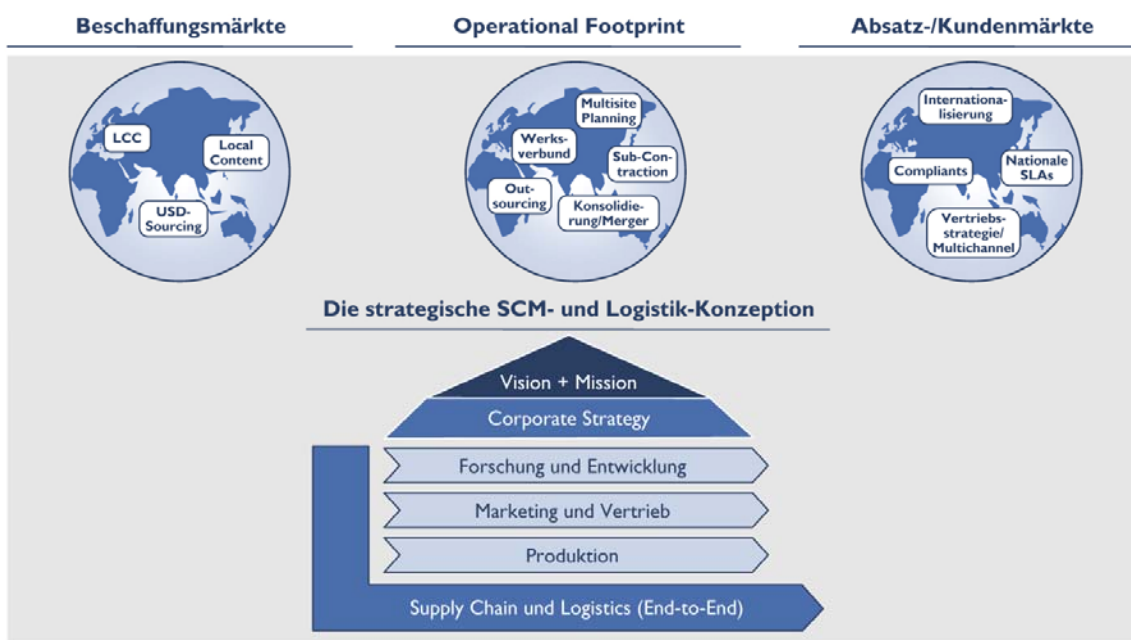 Beschaffungsmärkte
Operational Footprint
Absatz-/Kundenmärkte
LCC
Local
Content
USD-
Sourcing
Multisite
Planning
Werks-
verbund
Sub-Con-
traction
Out-
sourcing
Konsolidie-
rung/Merger
Internationa-
lisierung
Compliants
Nationale
SLAs
Vertriebs-
strategie/
Multichannel
Die strategische SCM- und Logistik-Konzeption
Vision + Mission
Corporate Strategy
Forschung und Entwicklung
Marketing und Vertrieb
Produktion
Supply Chain und Logistics (End-to-End)